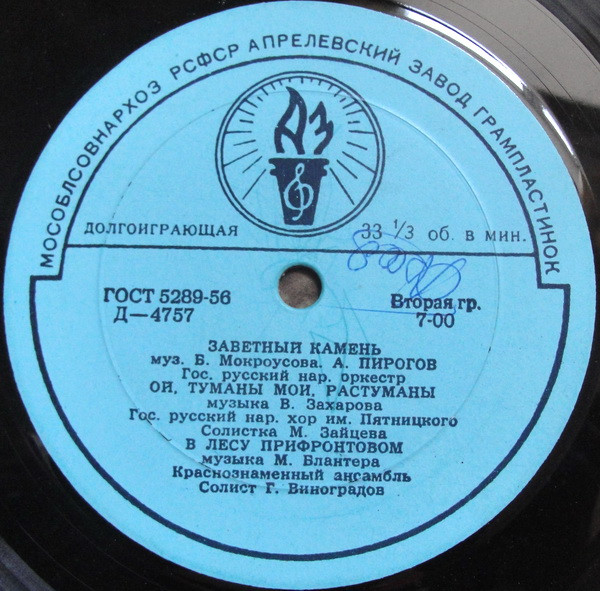 МОСОБЛСОВНАРХОЗ РСФСР АПРЕЛЕВСКИЙ ЗАВОД ГРАМПЛАСТИНОК
АЗ
ДОЛГОИГРАЮЩАЯ 33 1/3 об. в мин.
ГОСТ 5289-56 Вторая гр.
Д—4757 7-00
ЗАВЕТНЫЙ КАМЕНЬ
муз. Б. Мокроусова, А. ПИРОГОВ
Гос. русский нар. оркестр
ОЙ, ТУМАНЫ МОИ, РАСТУМАНЫ
музыка В. Захарова
Гос. русский нар. хор им. Пятницкого
Солистка М. Зайцева
В ЛЕСУ ПРИФРОНТОВОМ
музыка М. Блантера
Краснознаменный ансамбль
Солист Г. Виноградов